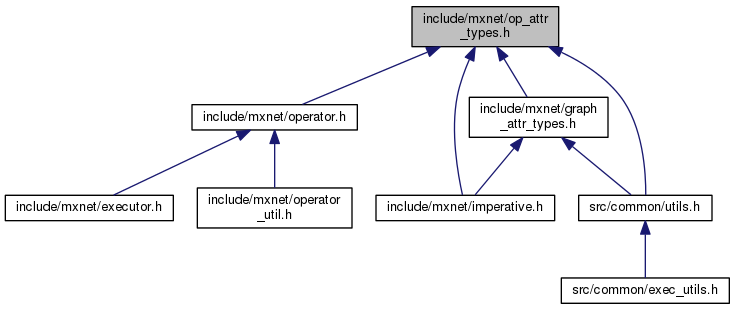 include/mxnet/op_attr
_types.h
include/mxnet/operator.h
include/mxnet/graph
_attr_types.h
include/mxnet/executor.h
include/mxnet/operator
_util.h
include/mxnet/imperative.h
src/common/utils.h
src/common/exec_utils.h